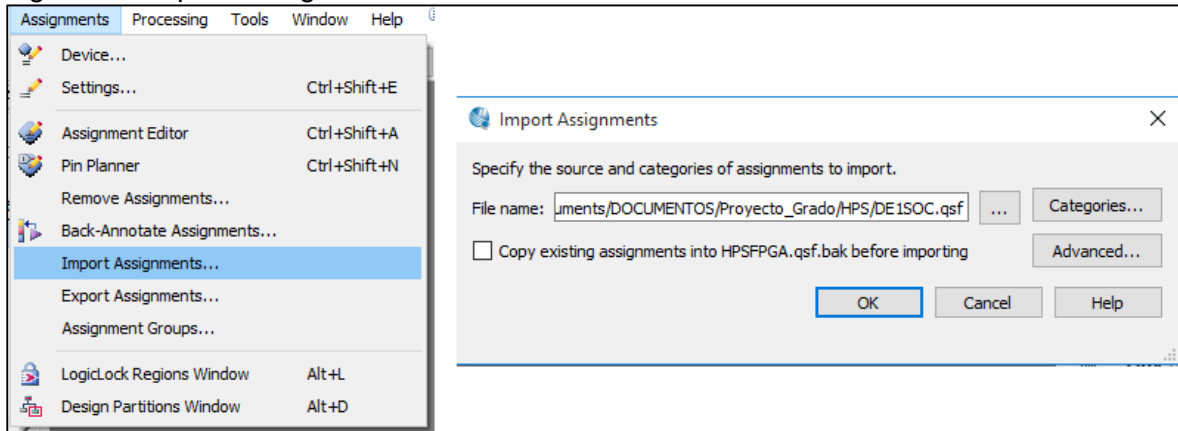 Assignments Processing Tools Window Help
Device...
Settings... Ctrl+Shift+E
Assignment Editor Ctrl+Shift+A
Pin Planner Ctrl+Shift+N
Remove Assignments...
Back-Annotate Assignments...
Import Assignments...
Export Assignments...
Assignment Groups...
LogicLock Regions Window Alt+L
Design Partitions Window Alt+D
Import Assignments
Specify the source and categories of assignments to import.
File name: uments/DOCUMENTOS/Proyecto_Grado/HPS/DE1SOC.qsf ... Categories...
Copy existing assignments into HPSFPGA.qsf.bak before importing Advanced...
OK Cancel Help